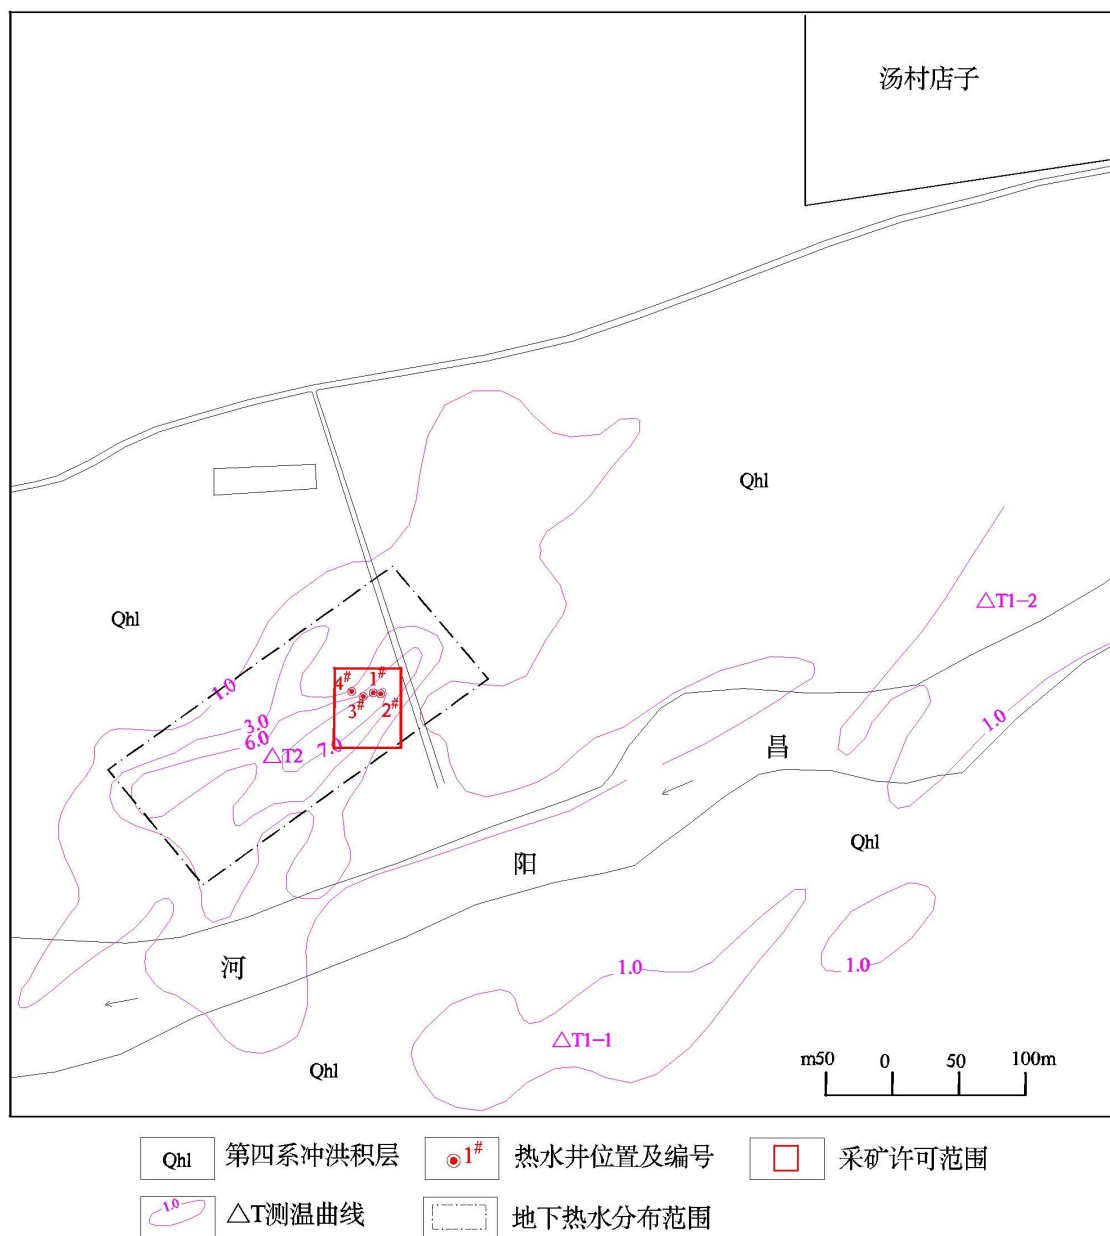 汤村店子
Qhl
△T1-2
Qhl
1.0
4#
1#
3#
2#
3.0
6.0
△T2
7.0
1.0
昌
阳
河
Qhl
1.0
1.0
△T1-1
Qhl
m50 0 50 100m
Qhl 第四系冲洪积层
1# 热水井位置及编号
采矿许可范围
1.0 △T测温曲线
地下热水分布范围